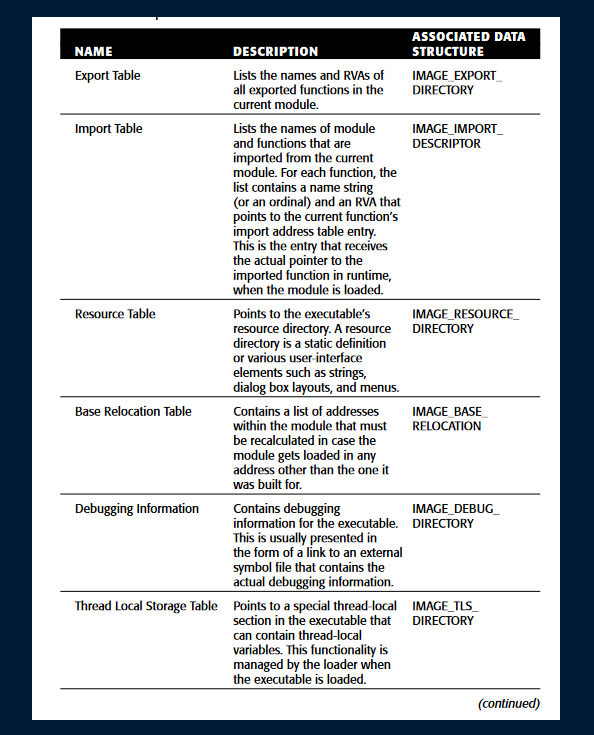 NAME DESCRIPTION ASSOCIATED DATA STRUCTURE
Export Table Lists the names and RVAs of IMAGE_EXPORT_
all exported functions in the DIRECTORY
current module.
Import Table Lists the names of module IMAGE_IMPORT_
and functions that are DESCRIPTOR
imported from the current
module. For each function, the
list contains a name string
(or an ordinal) and an RVA that
points to the current function's
import address table entry.
This is the entry that receives
the actual pointer to the
imported function in runtime,
when the module is loaded.
Resource Table Points to the executable's IMAGE_RESOURCE_
resource directory. A resource DIRECTORY
directory is a static definition
or various user-interface
elements such as strings,
dialog box layouts, and menus.
Base Relocation Table Contains a list of addresses IMAGE_BASE_
within the module that must RELOCATION
be recalculated in case the
module gets loaded in any
address other than the one it
was built for.
Debugging Information Contains debugging IMAGE_DEBUG_
information for the executable. DIRECTORY
This is usually presented in
the form of a link to an external
symbol file that contains the
actual debugging information.
Thread Local Storage Table Points to a special thread-local IMAGE_TLS_
section in the executable that DIRECTORY
can contain thread-local
variables. This functionality is
managed by the loader when
the executable is loaded.
(continued)